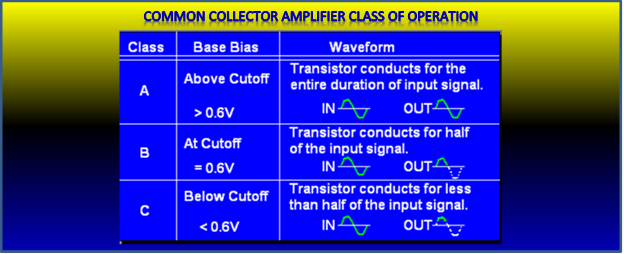 COMMON COLLECTOR AMPLIFIER CLASS OF OPERATION
Class Base Bias Waveform
A
Above Cutoff
> 0.6V
Transistor conducts for the
entire duration of input signal.
IN OUT
B
At Cutoff
= 0.6V
Transistor conducts for half
of the input signal.
IN OUT
C
Below Cutoff
< 0.6V
Transistor conducts for less
than half of the input signal.
IN OUT